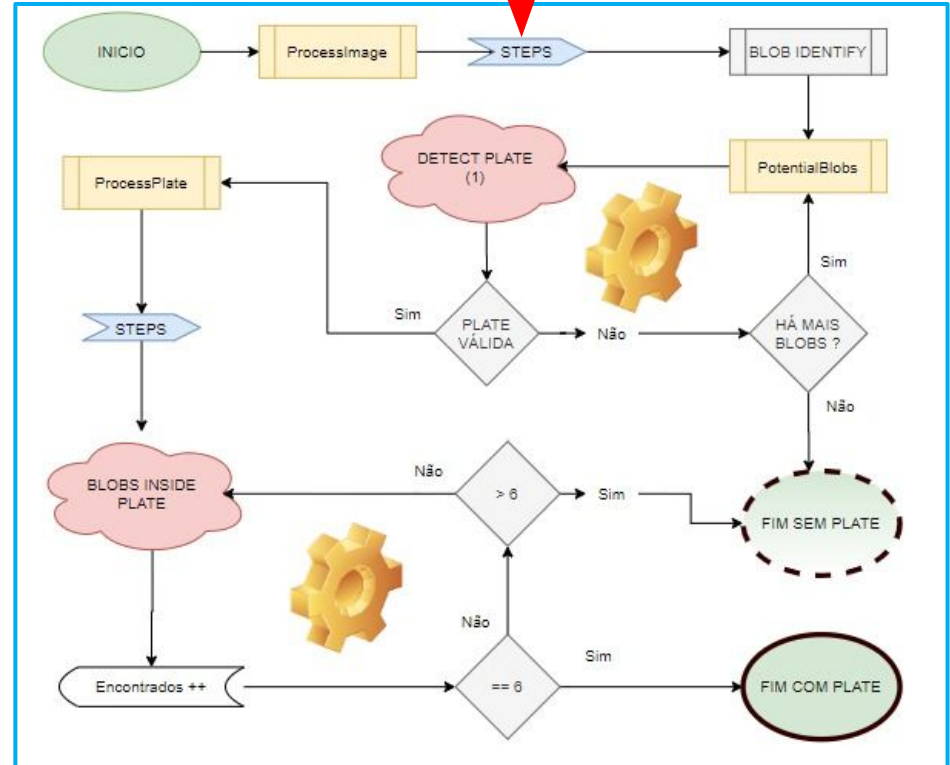 INICIO
ProcessImage
STEPS
BLOB IDENTIFY
DETECT PLATE
(1)
PotentialBlobs
ProcessPlate
Sim
Sim
PLATE
VÁLIDA
Não
HÁ MAIS
BLOBS ?
STEPS
Não
Não
BLOBS INSIDE
PLATE
> 6
Sim
FIM SEM PLATE
Não
Sim
Encontrados ++
== 6
FIM COM PLATE